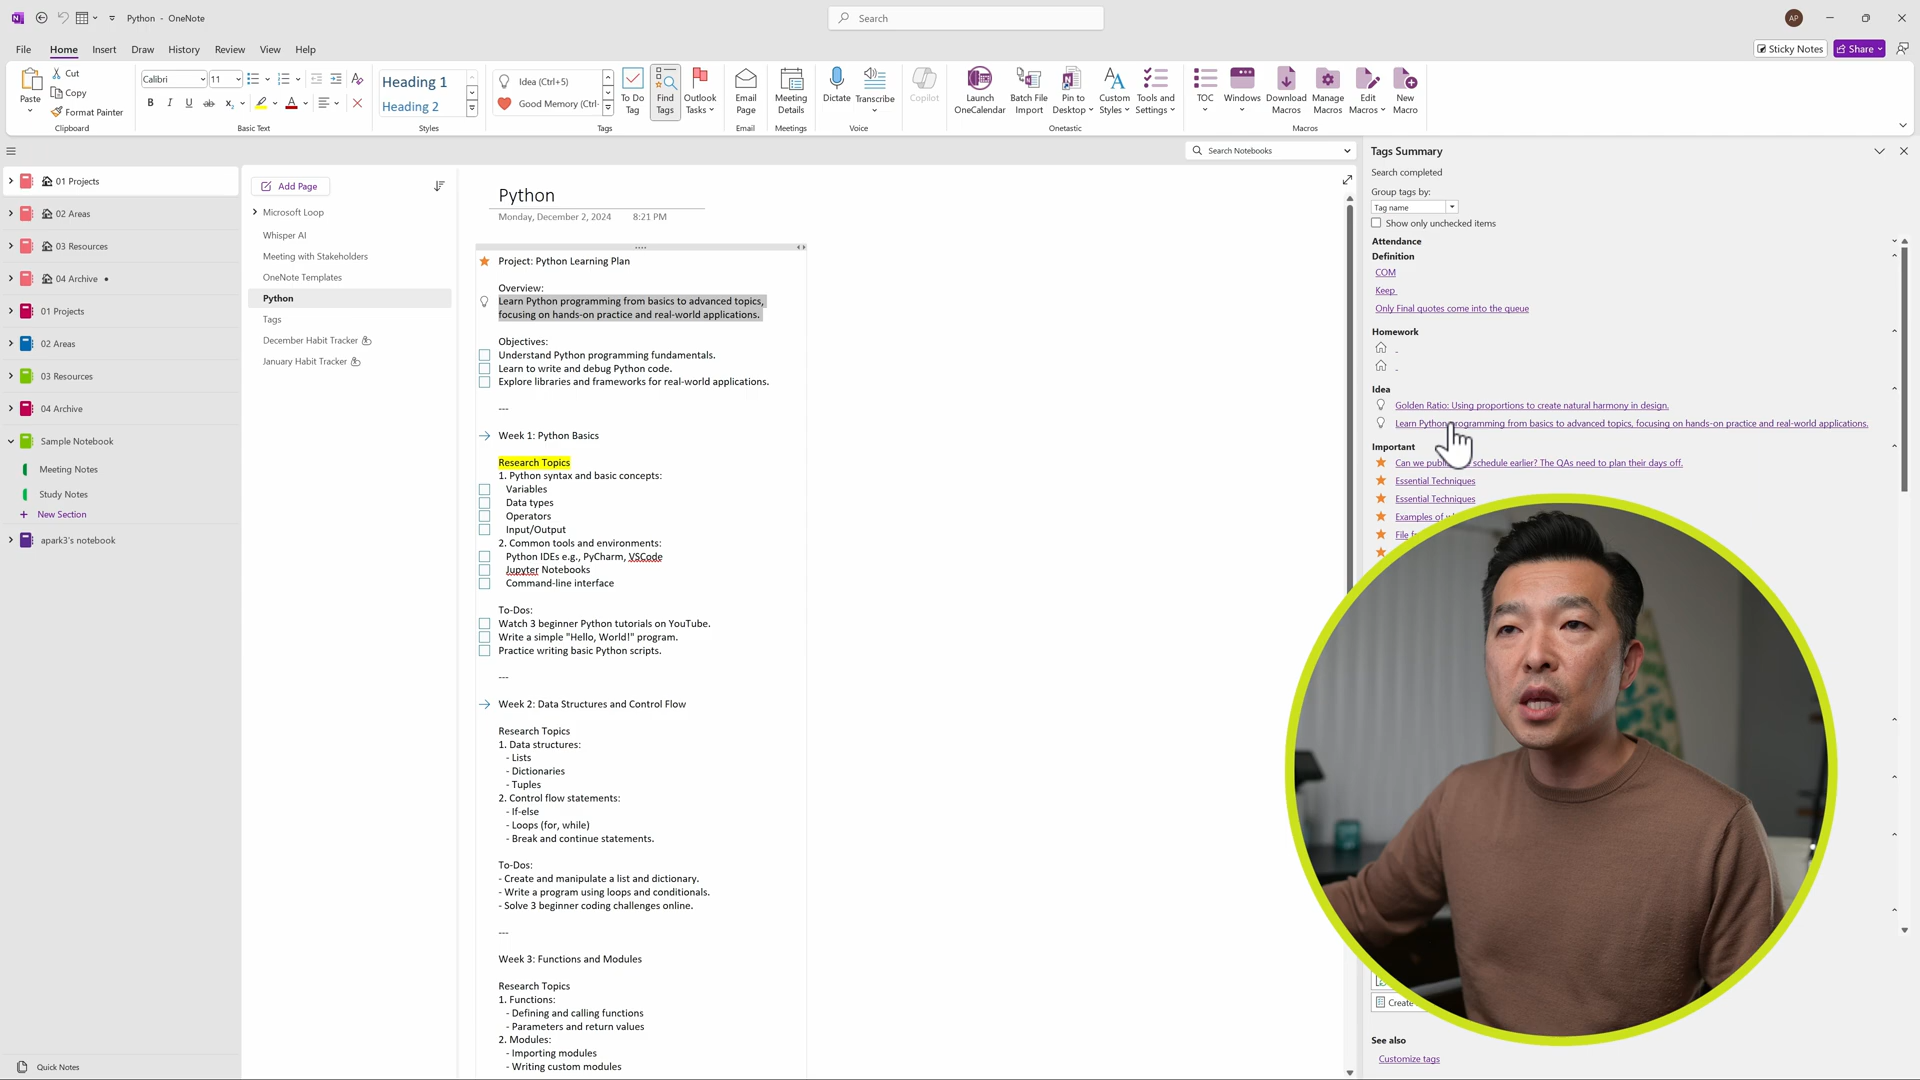 Python - OneNote
Search
AP
File Home Insert Draw History Review View Help
Sticky Notes
Share
Paste
Cut
Copy
Format Painter
Clipboard
Calibri 11
B I U ab
Basic Text
Heading 1
Heading 2
Styles
Idea (Ctrl+5)
Good Memory (Ctrl-
Tags
To Do Tag
Find Tags
Outlook Tasks
Email Page
Email
Meeting Details
Meetings
Dictate
Transcribe
Voice
Copilot
Launch OneCalendar
Batch File Import
Pin to Desktop
Custom Styles
Tools and Settings
Onetastic
TOC
Windows
Download Macros
Manage Macros
Edit Macros
New Macro
Macros
Search Notebooks
01 Projects
02 Areas
03 Resources
04 Archive
01 Projects
02 Areas
03 Resources
04 Archive
Sample Notebook
Meeting Notes
Study Notes
New Section
apark3's notebook
Quick Notes
Add Page
Microsoft Loop
Whisper AI
Meeting with Stakeholders
OneNote Templates
Python
Tags
December Habit Tracker
January Habit Tracker
Python
Monday, December 2, 2024 8:21 PM
Project: Python Learning Plan
Overview:
Learn Python programming from basics to advanced topics,
focusing on hands-on practice and real-world applications.
Objectives:
Understand Python programming fundamentals.
Learn to write and debug Python code.
Explore libraries and frameworks for real-world applications.
---
Week 1: Python Basics
Research Topics
1. Python syntax and basic concepts:
Variables
Data types
Operators
Input/Output
2. Common tools and environments:
Python IDEs e.g., PyCharm, VSCode
Jupyter Notebooks
Command-line interface
To-Dos:
Watch 3 beginner Python tutorials on YouTube.
Write a simple "Hello, World!" program.
Practice writing basic Python scripts.
---
Week 2: Data Structures and Control Flow
Research Topics
1. Data structures:
- Lists
- Dictionaries
- Tuples
2. Control flow statements:
- If-else
- Loops (for, while)
- Break and continue statements.
To-Dos:
- Create and manipulate a list and dictionary.
- Write a program using loops and conditionals.
- Solve 3 beginner coding challenges online.
---
Week 3: Functions and Modules
Research Topics
1. Functions:
- Defining and calling functions
- Parameters and return values
2. Modules:
- Importing modules
- Writing custom modules
Tags Summary
Search completed
Group tags by:
Tag name
Show only unchecked items
Attendance
Definition
COM
Keep
Only Final quotes come into the queue
Homework
Idea
Golden Ratio: Using proportions to create natural harmony in design.
Learn Python programming from basics to advanced topics, focusing on hands-on practice and real-world applications.
Important
Can we schedule earlier? The QAs need to plan their days off.
Essential Techniques
Essential Techniques
Examples of
File
Create
See also
Customize tags